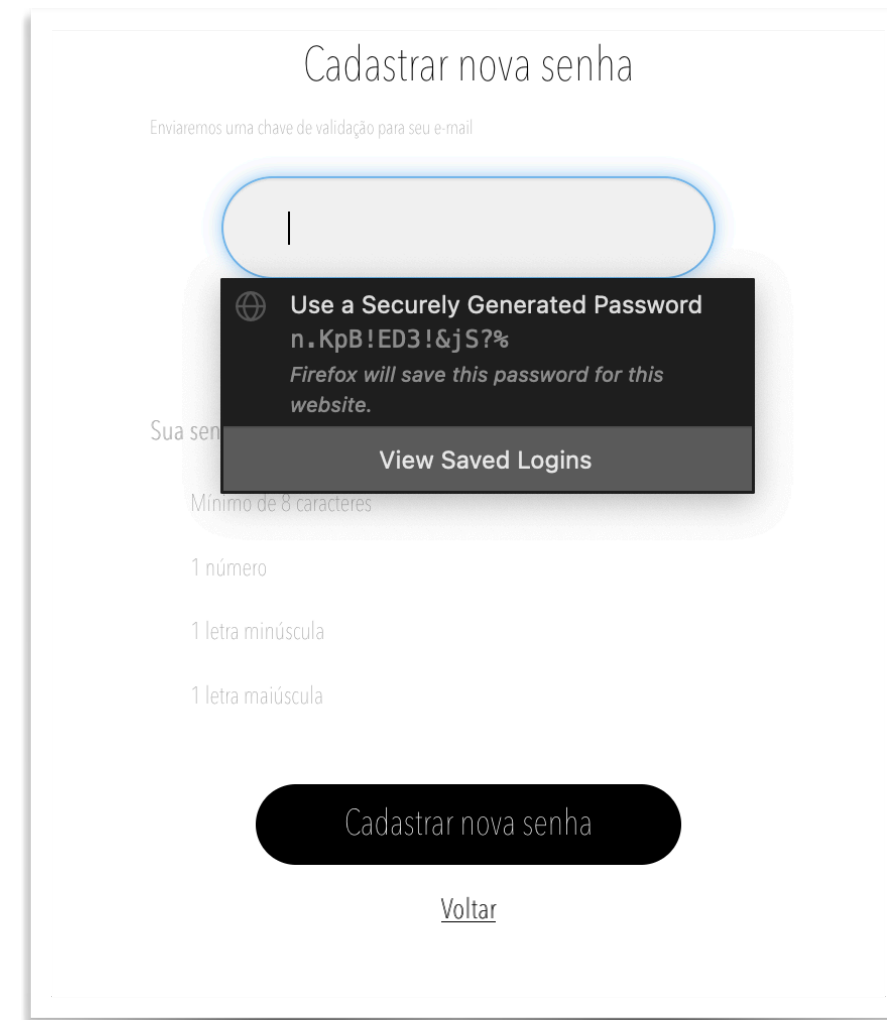 Cadastrar nova senha
Enviaremos uma chave de validação para seu e-mail
Use a Securely Generated Password
n.KpB!ED3!&jS?%
Firefox will save this password for this
website.
Sua sen
View Saved Logins
Mínimo de 8 caracteres
1 número
1 letra minúscula
1 letra maiúscula
Cadastrar nova senha
Voltar